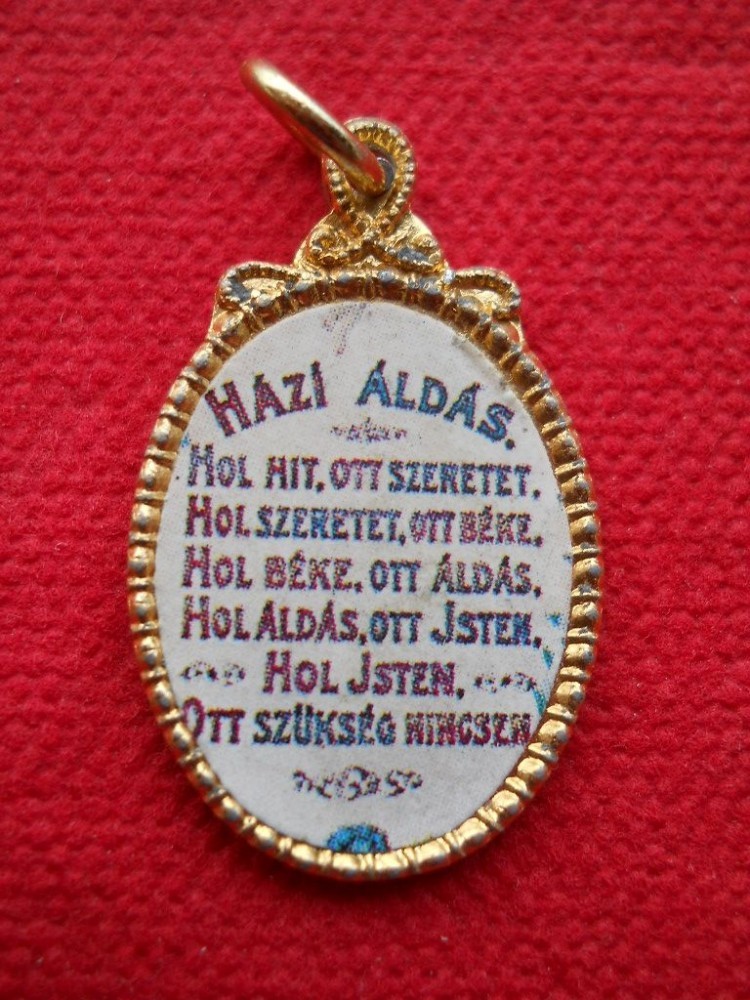 HÁZI ÁLDÁS.
HOL HIT, OTT SZERETET.
HOL SZERETET, OTT BÉKE.
HOL BÉKE, OTT ÁLDÁS,
HOL ÁLDÁS, OTT JSTEN,
HOL JSTEN,
OTT SZÜKSÉG NINCSEN